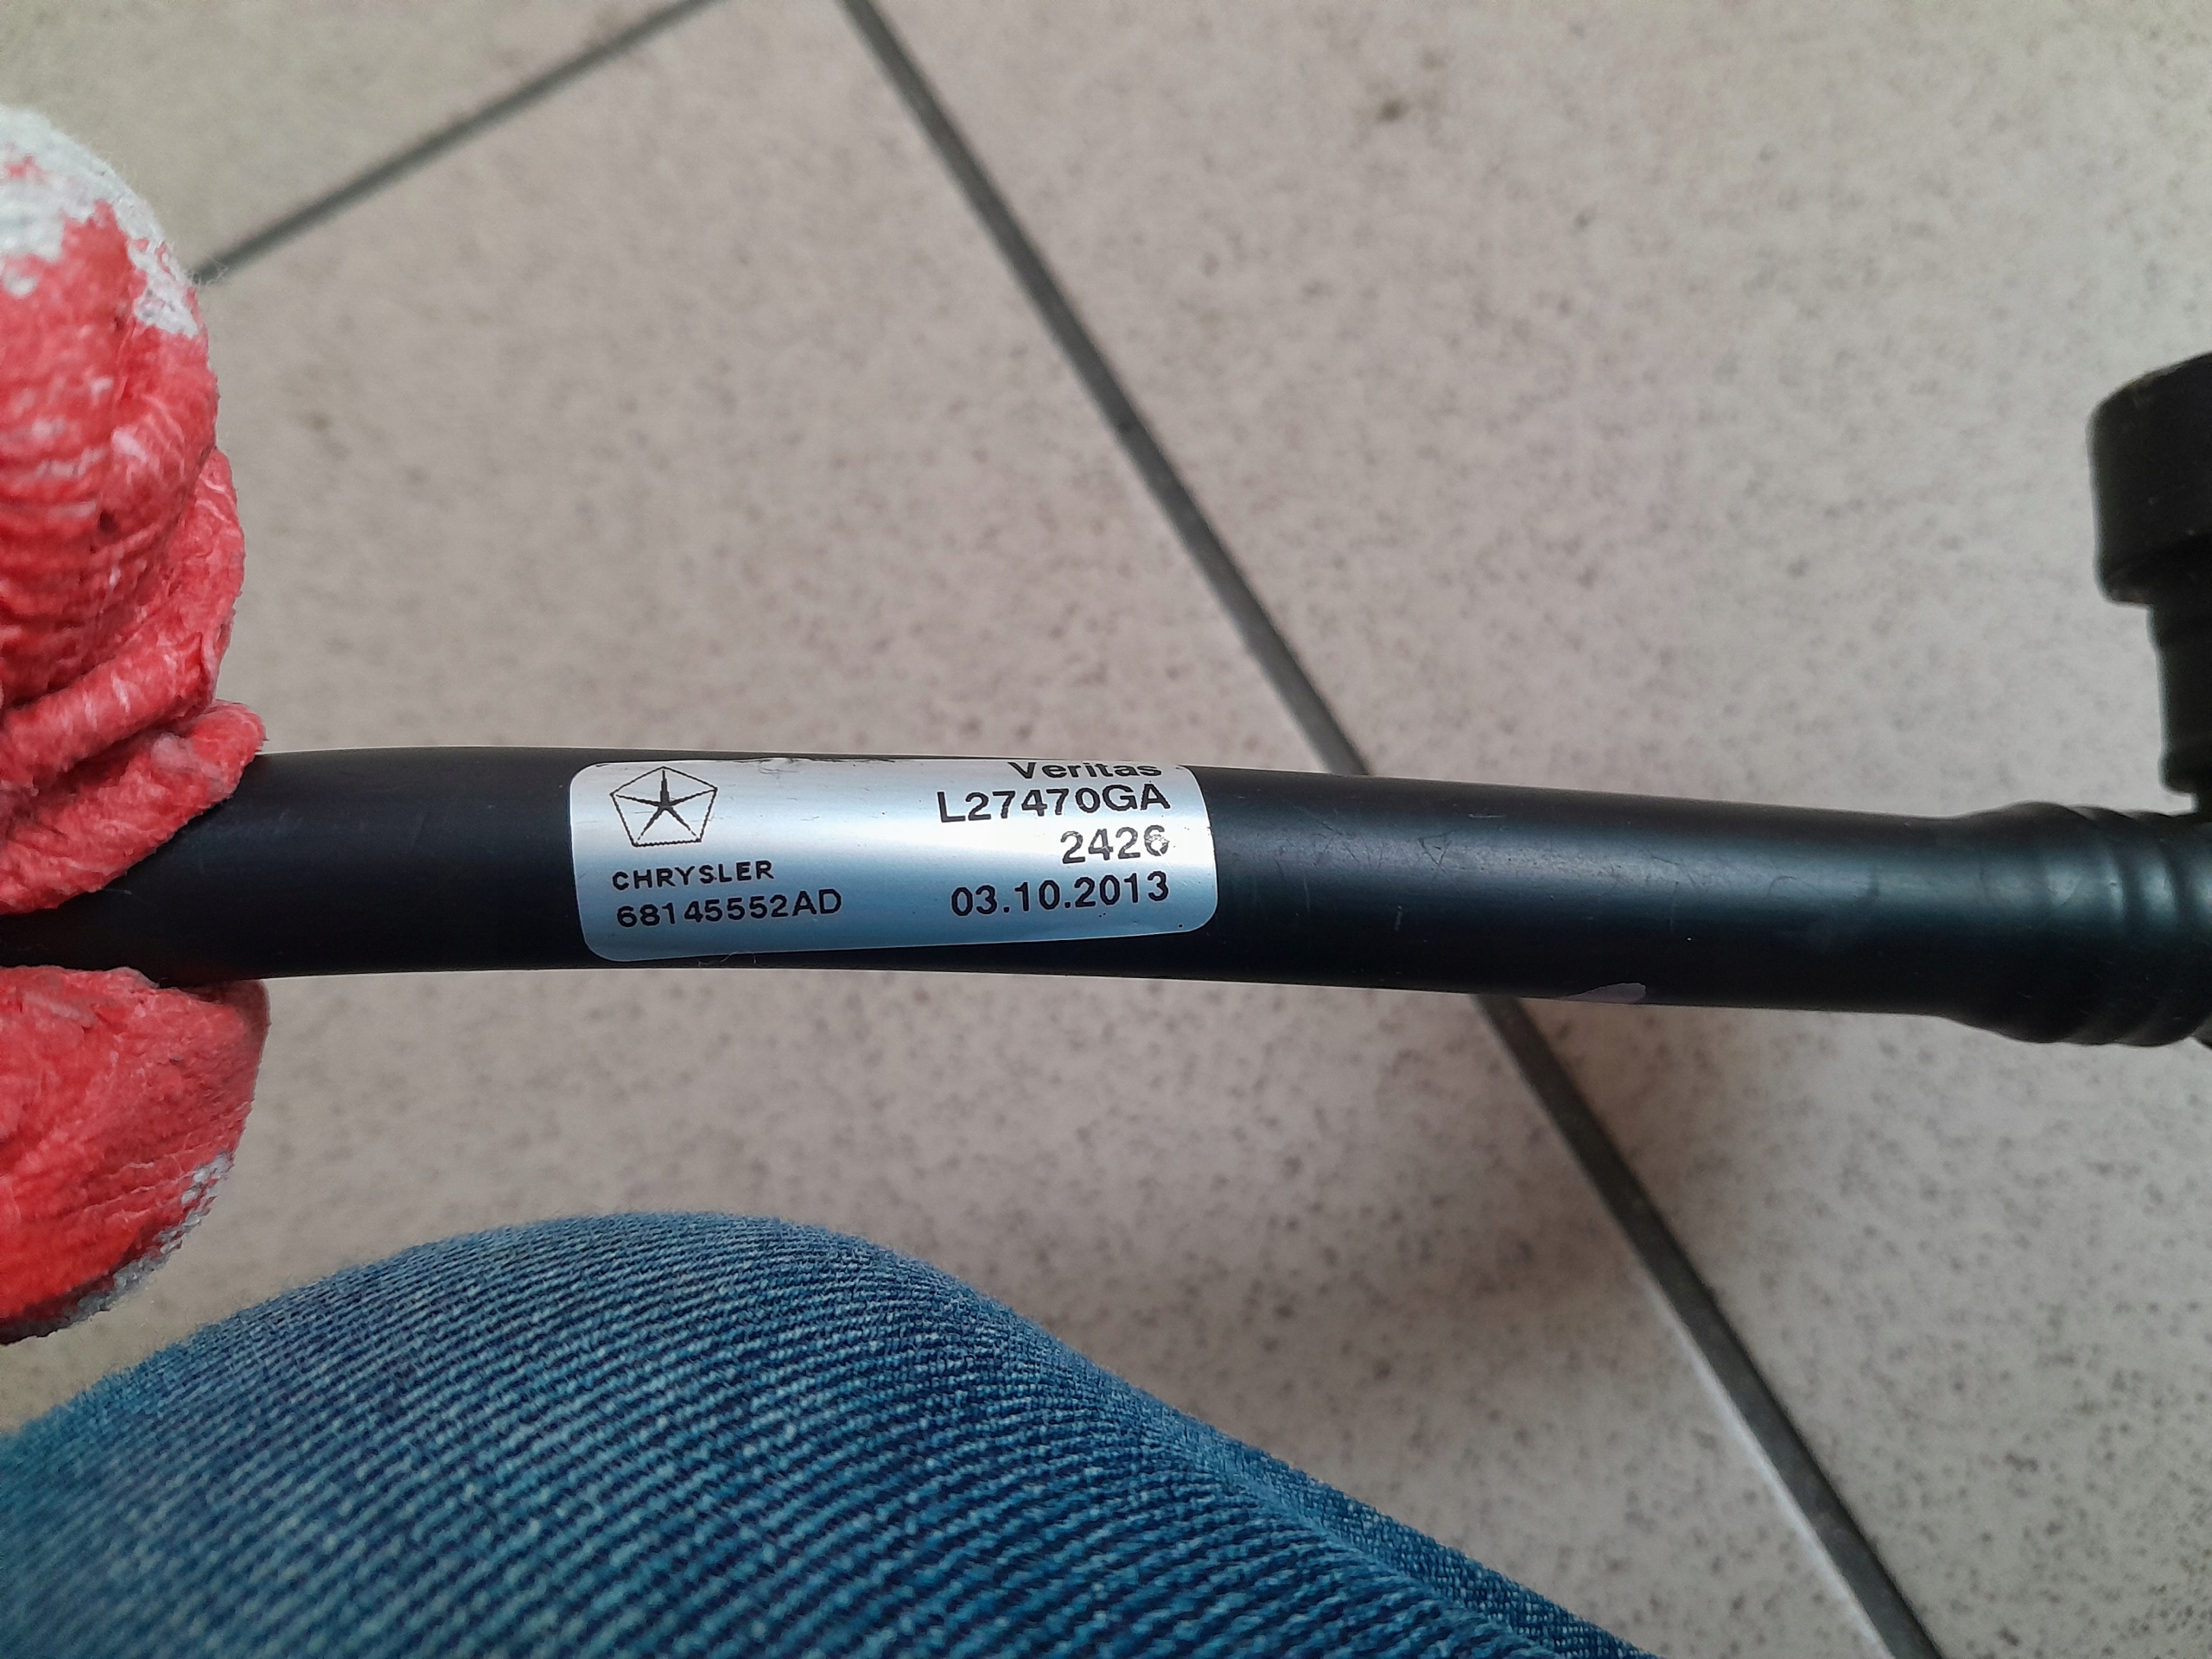 Veritas
L27470GA
2426
CHRYSLER
68145552AD
03.10.2013